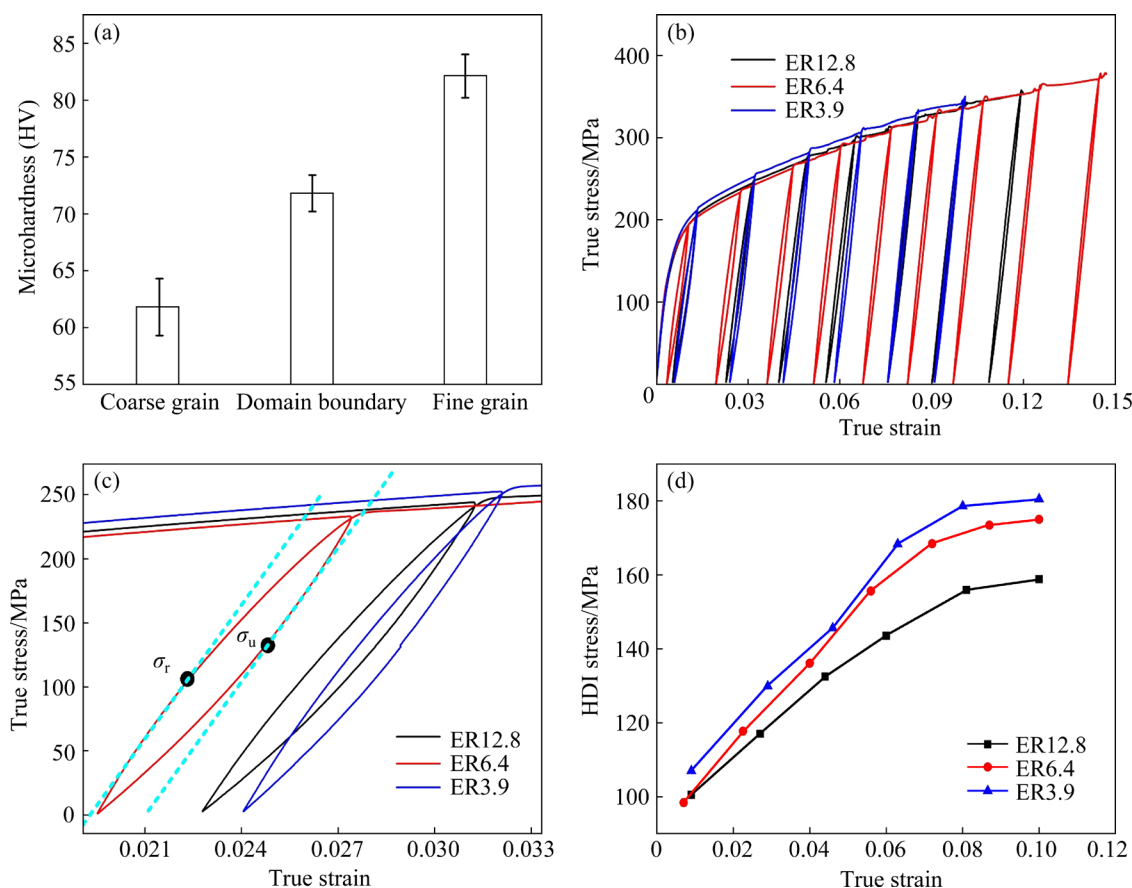 (a)
Microhardness (HV)
85
80
75
70
65
60
55
Coarse grain Domain boundary Fine grain
(b)
True stress/MPa
400
300
200
100
ER12.8
ER6.4
ER3.9
0 0.03 0.06 0.09 0.12 0.15
True strain
(c)
True stress/MPa
250
200
150
100
50
0
σr
σu
ER12.8
ER6.4
ER3.9
0.021 0.024 0.027 0.030 0.033
True strain
(d)
HDI stress/MPa
180
160
140
120
100
ER12.8
ER6.4
ER3.9
0 0.02 0.04 0.06 0.08 0.10 0.12
True strain